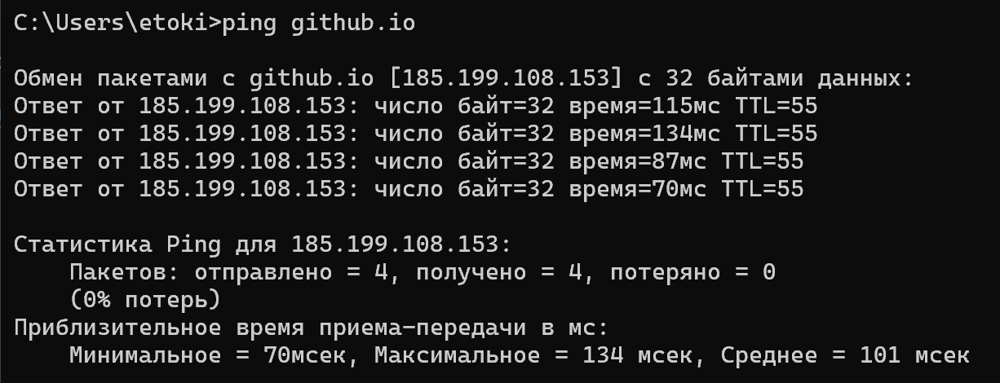 C:\Users\etoki>ping github.io
Обмен пакетами с github.io [185.199.108.153] с 32 байтами данных:
Ответ от 185.199.108.153: число байт=32 время=115мс TTL=55
Ответ от 185.199.108.153: число байт=32 время=134мс TTL=55
Ответ от 185.199.108.153: число байт=32 время=87мс TTL=55
Ответ от 185.199.108.153: число байт=32 время=70мс TTL=55
Статистика Ping для 185.199.108.153:
Пакетов: отправлено = 4, получено = 4, потеряно = 0
(0% потерь)
Приблизительное время приема-передачи в мс:
Минимальное = 70мсек, Максимальное = 134 мсек, Среднее = 101 мсек